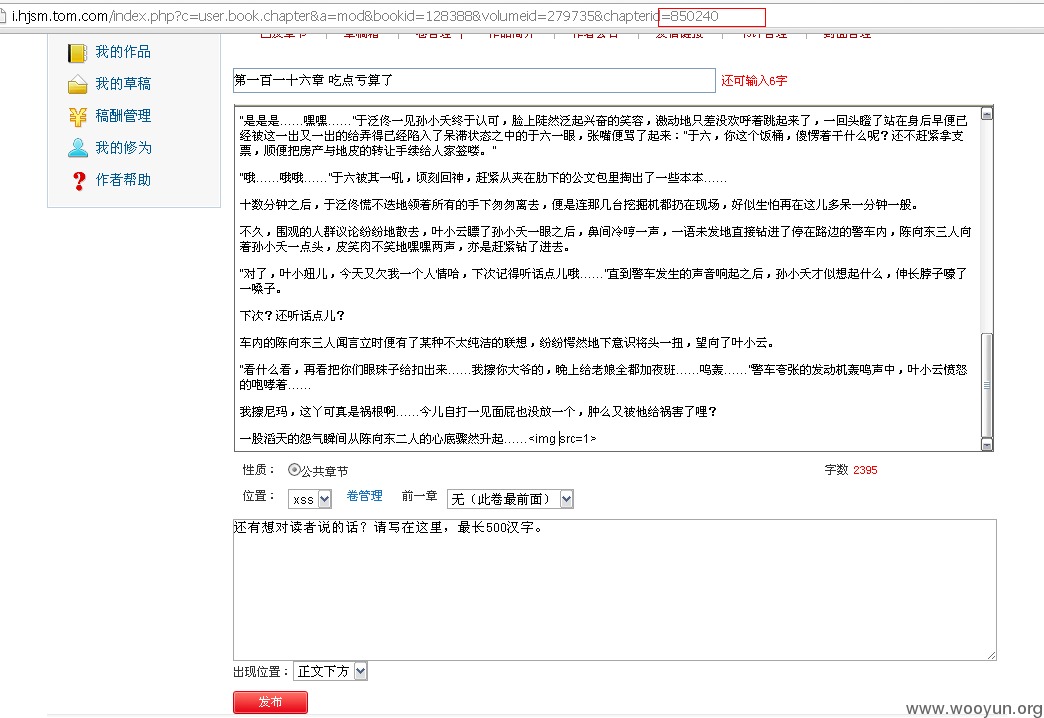 i.hjsm.tom.com/index.php?c=user.book.chapter&a=mod&bookid=128388&volumeid=279735&chapterid=850240
我的作品
我的草稿
稿酬管理
我的修为
作者帮助
第一百一十六章 吃点亏算了
还可输入6字
"是是是……嘿嘿……"于泛佟一见孙小天终于认可，脸上陡然泛起兴奋的笑容，激动地只差没欢呼着跳起来了，一回头瞪了站在身后早便已
经被这一出又一出的给弄得已经陷入了呆滞状态之中的于六一眼，张嘴便骂了起来："于六，你这个饭桶，傻愣着干什么呢？还不赶紧拿支
票，顺便把房产与地皮的转让手续给人家签喽。"
"哦……哦哦……"于六被其一吼，顷刻回神，赶紧从夹在肋下的公文包里掏出了一些本本……
十数分钟之后，于泛佟慌不迭地领着所有的手下匆匆离去，便是连那几台挖掘机都扔在现场，好似生怕再在这儿多呆一分钟一般。
不久，围观的人群议论纷纷地散去，叶小云瞟了孙小天一眼之后，鼻间冷哼一声，一语未发地直接钻进了停在路边的警车内，陈向东三人向
着孙小天一点头，皮笑肉不笑地嘿嘿两声，亦是赶紧钻了进去。
"对了，叶小妞儿，今天又欠我一个人情哈，下次记得听话点儿哦……"直到警车发生的声音响起之后，孙小天才似想起什么，伸长脖子嚎了
一嗓子。
下次？还听话点儿？
车内的陈向东三人闻言立时便有了某种不太纯洁的联想，纷纷愕然地下意识将头一扭，望向了叶小云。
"看什么看，再看把你们眼珠子给扣出来……我擦你大爷的，晚上给老娘全都加夜班……呜轰……"警车夸张的发动机轰鸣声中，叶小云愤怒
的咆哮着……
我擦尼玛，这丫可真是祸根啊……今儿自打一见面屁也没放一个，肿么又被他给祸害了哩？
一股滔天的怨气瞬间从陈向东二人的心底骤然升起……<img src=1>
性质： 公共章节
字数 2395
位置： xss 卷管理 前一章 无（此卷最前面）
还有想对读者说的话？请写在这里，最长500汉字。
出现位置： 正文下方
发布
www.wooyun.org